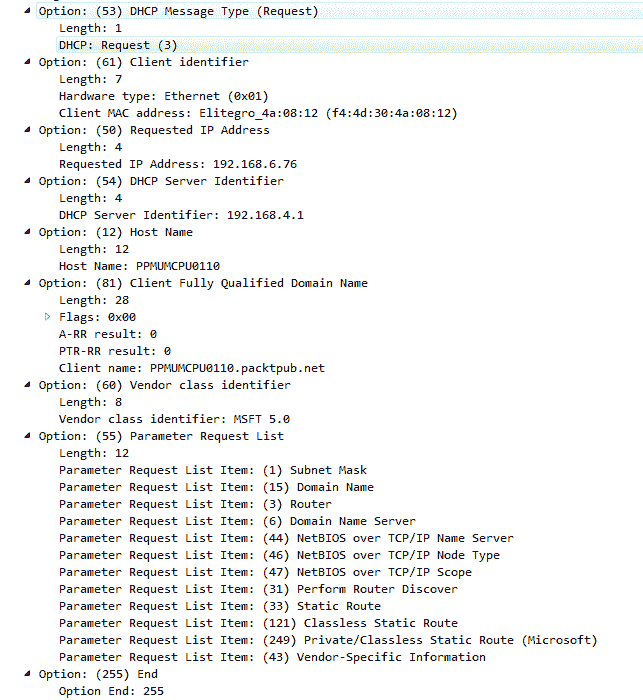 Option: (53) DHCP Message Type (Request)
Length: 1
DHCP: Request (3)
Option: (61) Client identifier
Length: 7
Hardware type: Ethernet (0x01)
Client MAC address: Elitegro_4a:08:12 (f4:4d:30:4a:08:12)
Option: (50) Requested IP Address
Length: 4
Requested IP Address: 192.168.6.76
Option: (54) DHCP Server Identifier
Length: 4
DHCP Server Identifier: 192.168.4.1
Option: (12) Host Name
Length: 12
Host Name: PPMUMCPU0110
Option: (81) Client Fully Qualified Domain Name
Length: 28
Flags: 0x00
A-RR result: 0
PTR-RR result: 0
Client name: PPMUMCPU0110.packtpub.net
Option: (60) Vendor class identifier
Length: 8
Vendor class identifier: MSFT 5.0
Option: (55) Parameter Request List
Length: 12
Parameter Request List Item: (1) Subnet Mask
Parameter Request List Item: (15) Domain Name
Parameter Request List Item: (3) Router
Parameter Request List Item: (6) Domain Name Server
Parameter Request List Item: (44) NetBIOS over TCP/IP Name Server
Parameter Request List Item: (46) NetBIOS over TCP/IP Node Type
Parameter Request List Item: (47) NetBIOS over TCP/IP Scope
Parameter Request List Item: (31) Perform Router Discover
Parameter Request List Item: (33) Static Route
Parameter Request List Item: (121) Classless Static Route
Parameter Request List Item: (249) Private/Classless Static Route (Microsoft)
Parameter Request List Item: (43) Vendor-Specific Information
Option: (255) End
Option End: 255